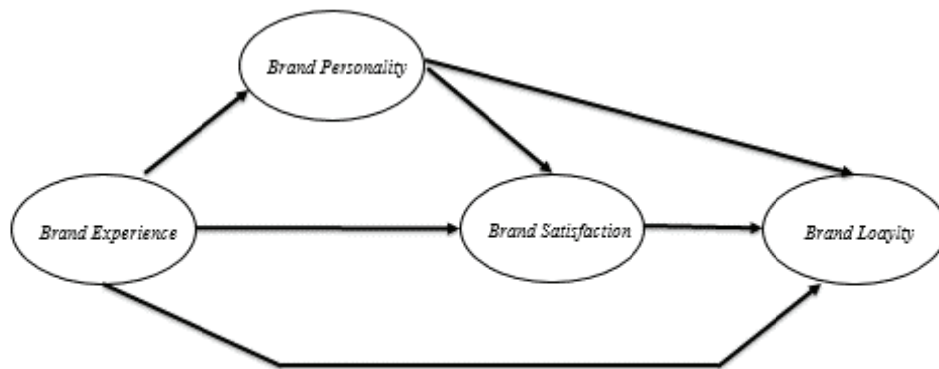 Brand Personality
Brand Experience
Brand Satisfaction
Brand Loaylty